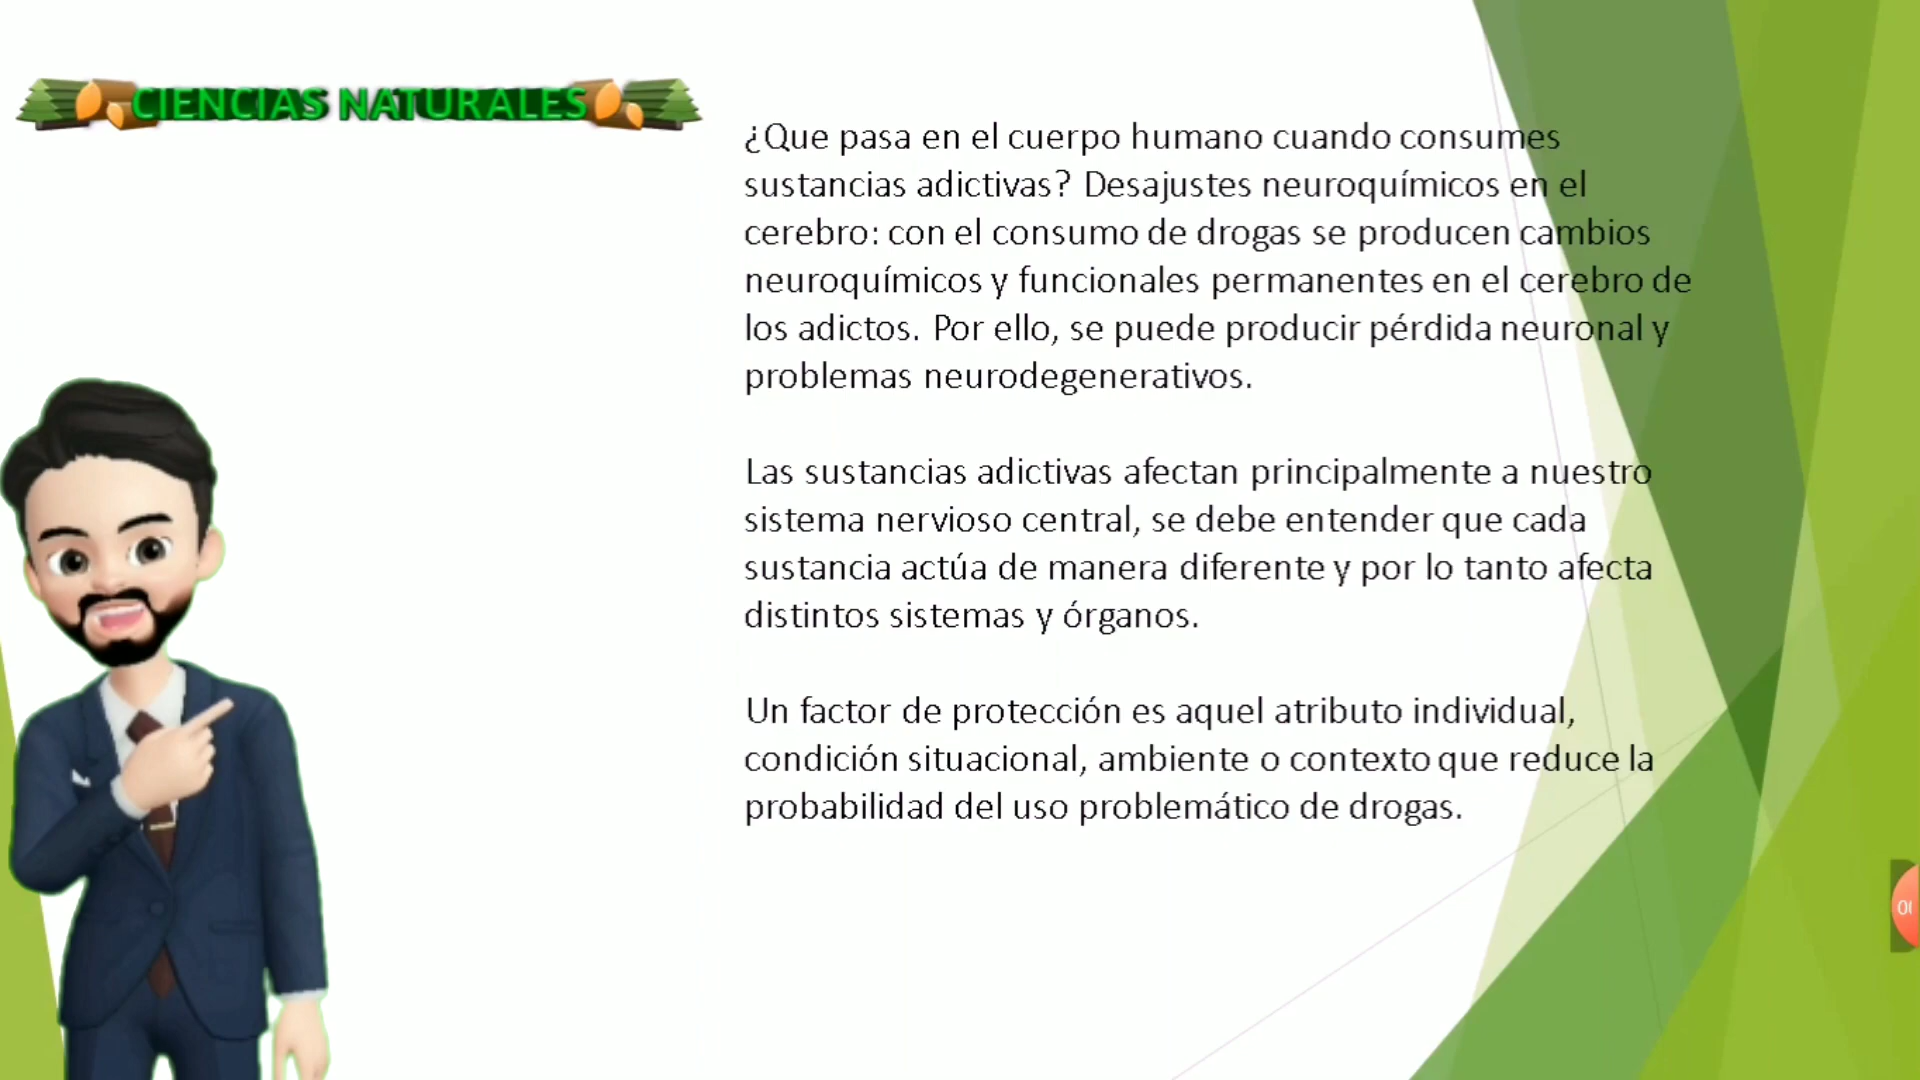 CIENCIAS NATURALES
¿Que pasa en el cuerpo humano cuando consumes
sustancias adictivas? Desajustes neuroquímicos en el
cerebro: con el consumo de drogas se producen cambios
neuroquímicos y funcionales permanentes en el cerebro de
los adictos. Por ello, se puede producir pérdida neuronal y
problemas neurodegenerativos.
Las sustancias adictivas afectan principalmente a nuestro
sistema nervioso central, se debe entender que cada
sustancia actúa de manera diferente y por lo tanto afecta
distintos sistemas y órganos.
Un factor de protección es aquel atributo individual,
condición situacional, ambiente o contexto que reduce la
probabilidad del uso problemático de drogas.